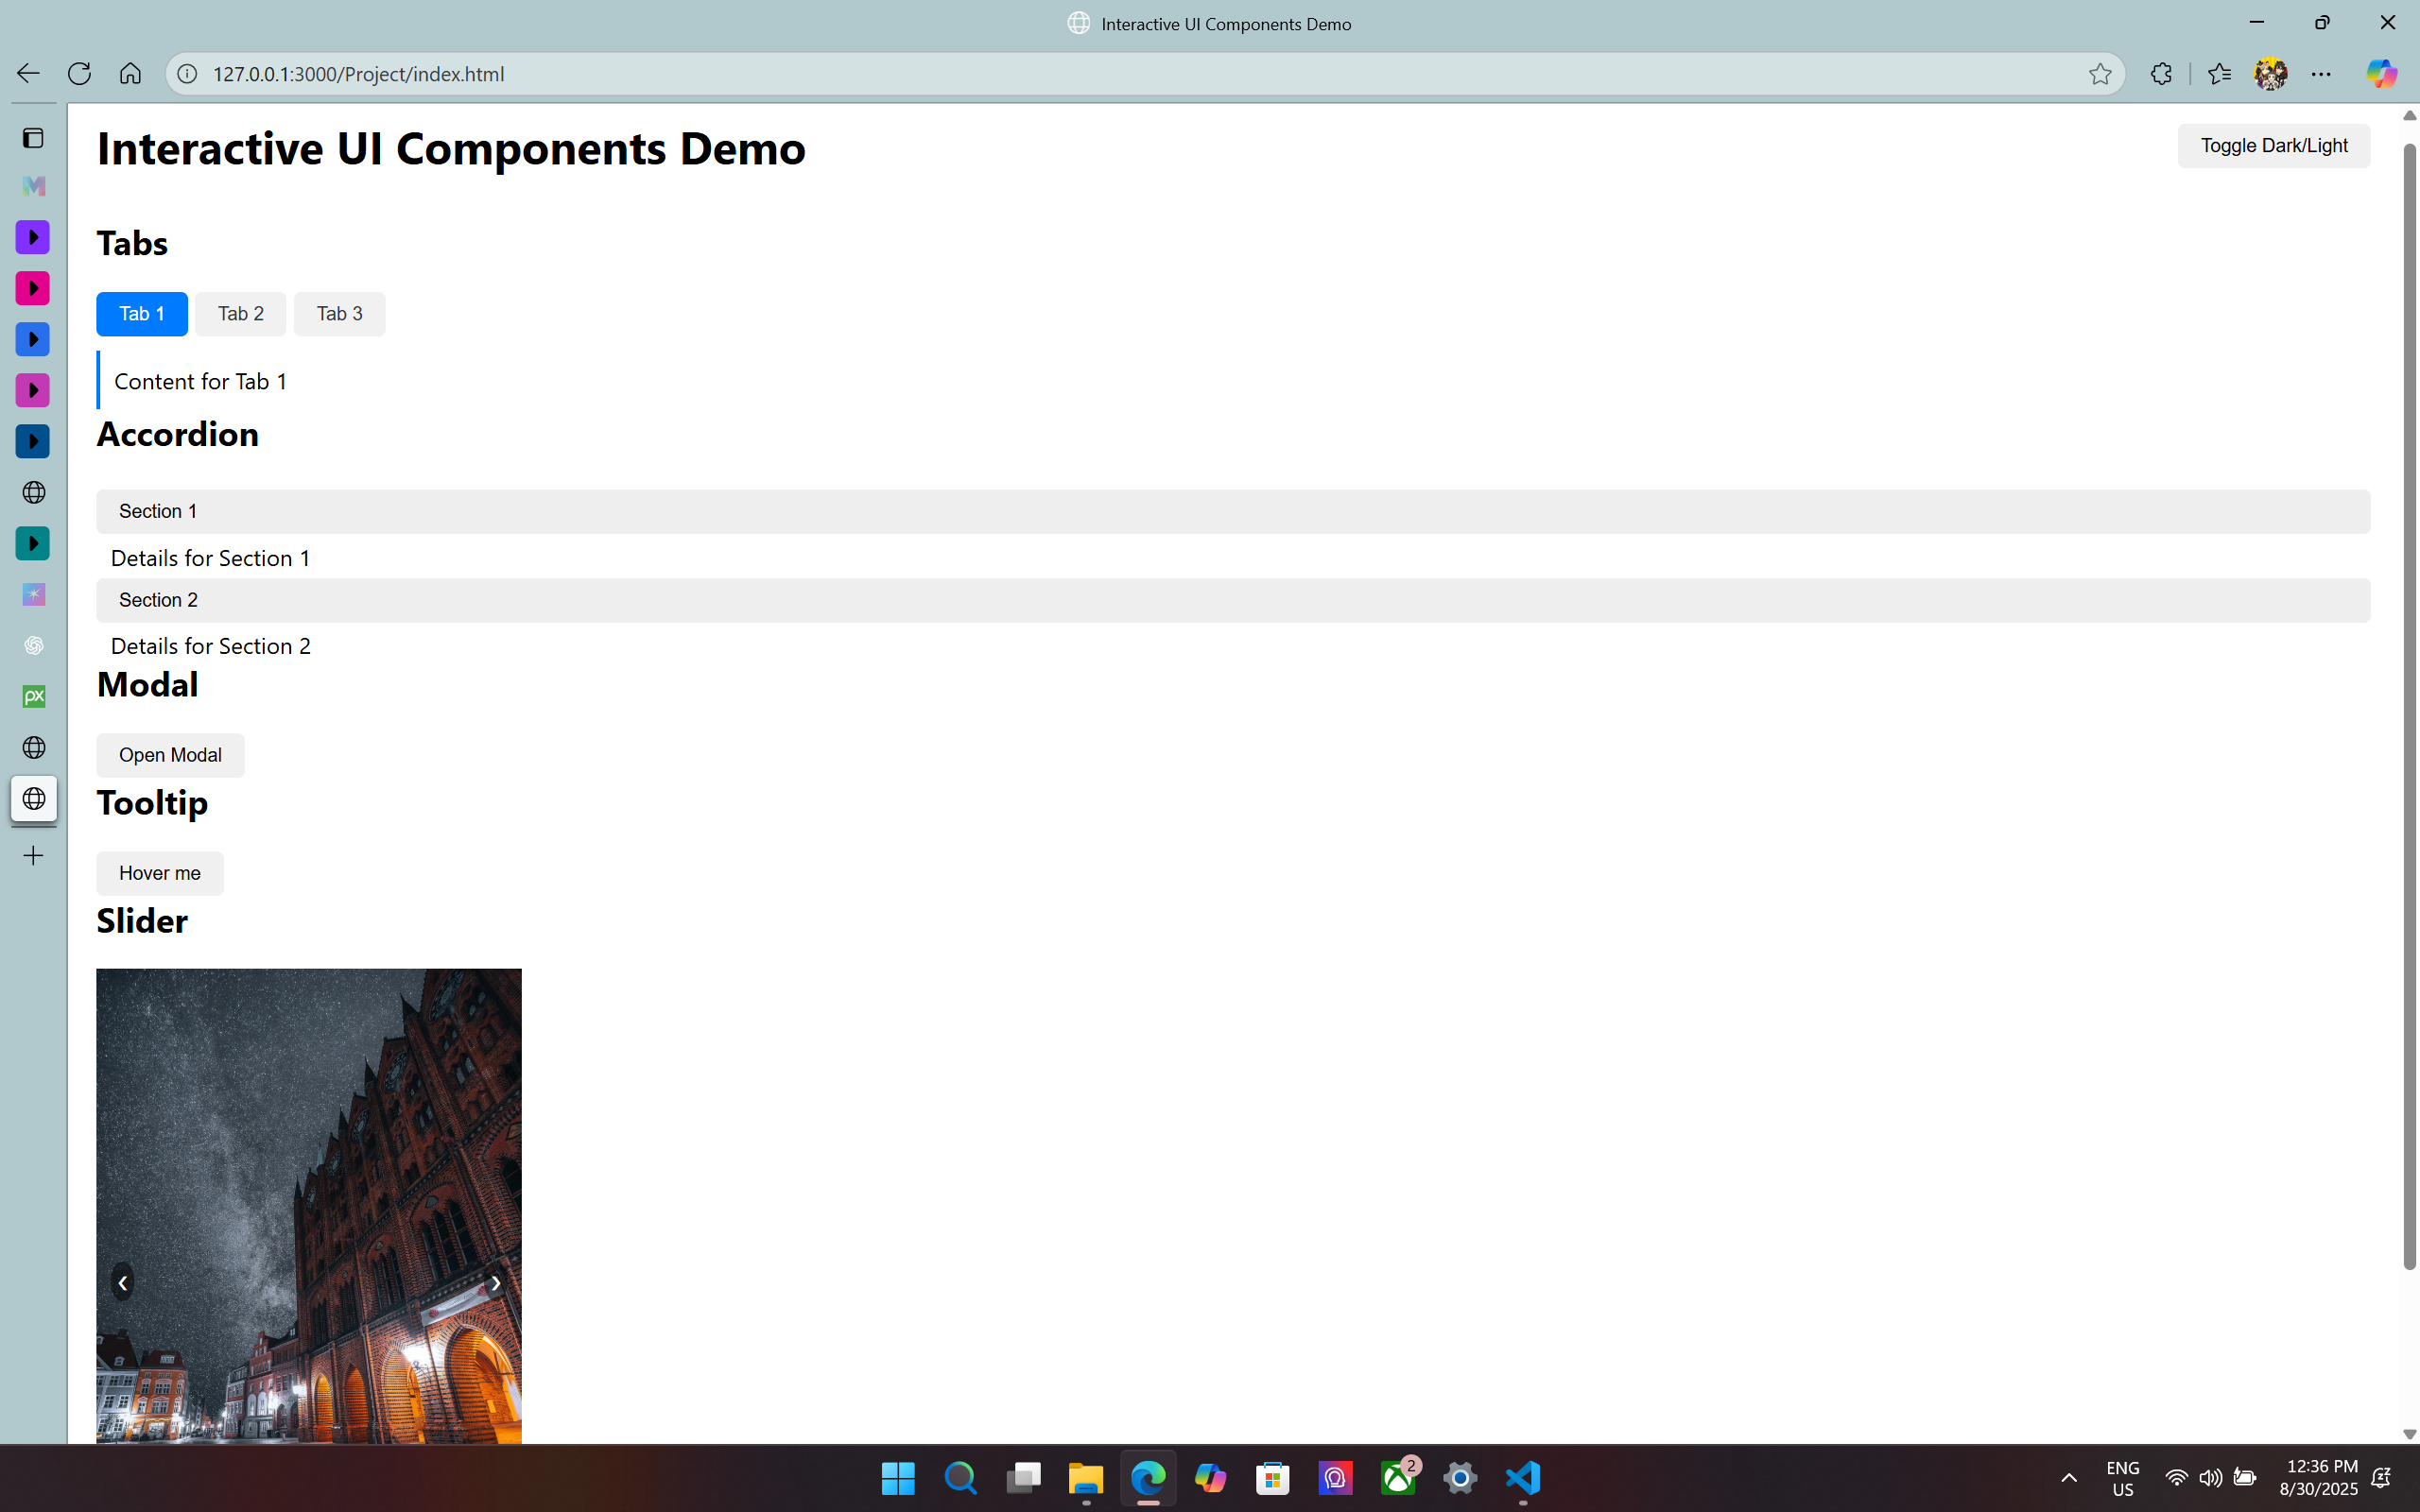 Interactive UI Components Demo
127.0.0.1:3000/Project/index.html
Interactive UI Components Demo
Toggle Dark/Light
Tabs
Tab 1 Tab 2 Tab 3
Content for Tab 1
Accordion
Section 1
Details for Section 1
Section 2
Details for Section 2
Modal
Open Modal
Tooltip
Hover me
Slider
px
2
ENG
US
12:36 PM
8/30/2025